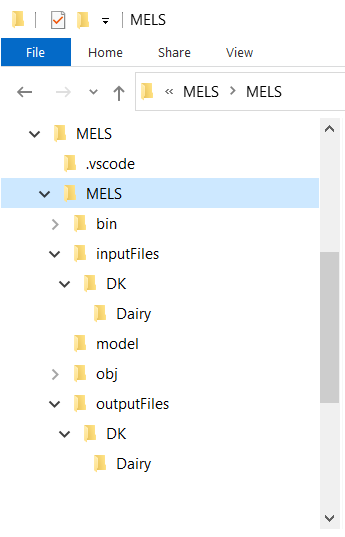 MELS
File Home Share View
« MELS > MELS
MELS
.vscode
MELS
bin
inputFiles
DK
Dairy
model
obj
outputFiles
DK
Dairy